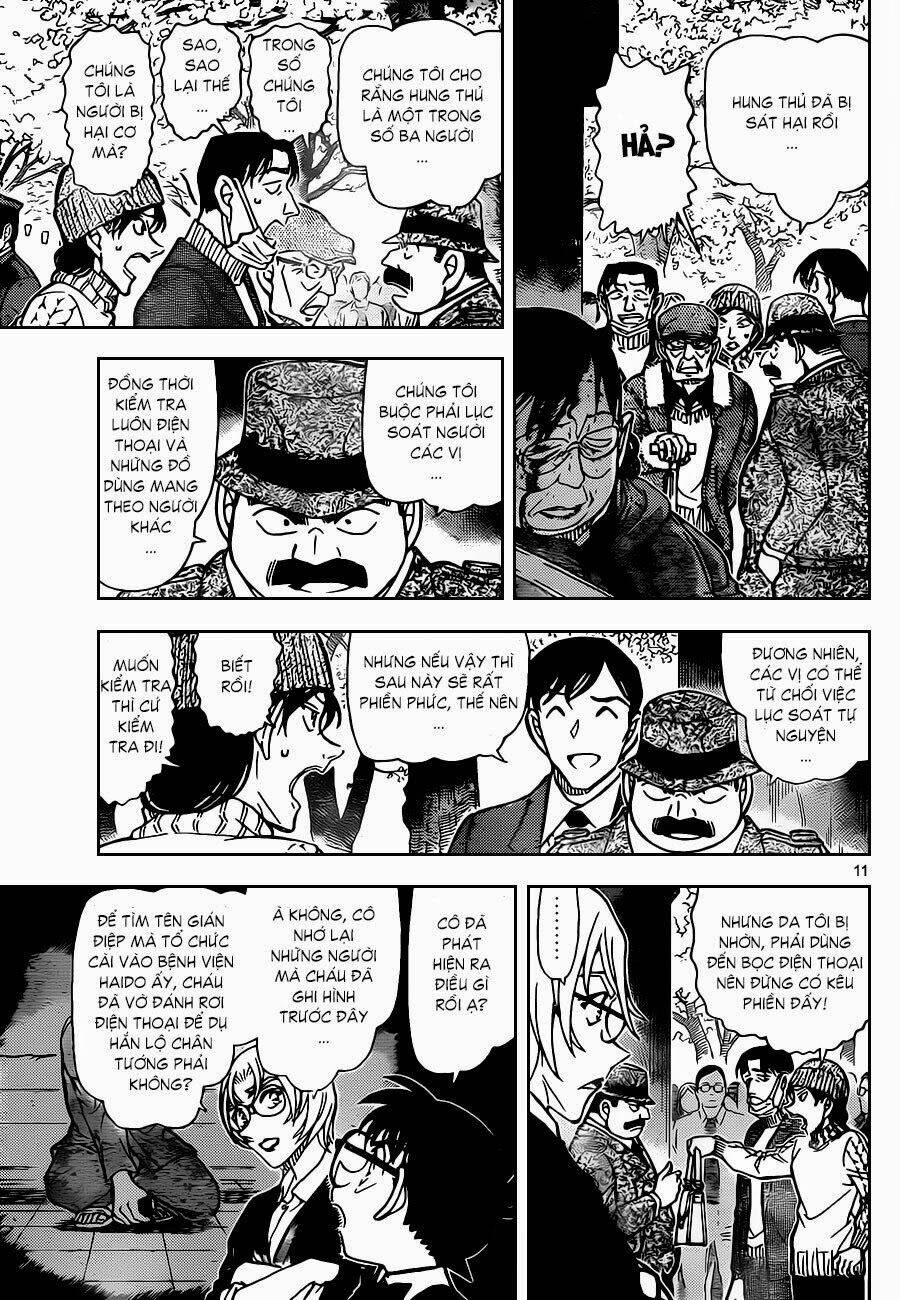 HUNG THỦ ĐÃ BỊ
SÁT HẠI RỒI
...
HẢ?
CHÚNG TÔI CHO
RẰNG HUNG THỦ
LÀ MỘT TRONG
SỐ BA NGƯỜI
...
TRONG
SỐ
CHÚNG
TÔI
...
SAO,
SAO
LẠI THẾ
...
CHÚNG
TÔI LÀ
NGƯỜI BỊ
HẠI CƠ
MÀ?
CHÚNG TÔI
BUỘC PHẢI LỤC
SOÁT NGƯỜI
CÁC VỊ
...
ĐỒNG THỜI
KIỂM TRA
LUÔN ĐIỆN
THOẠI VÀ
NHỮNG ĐỒ
DÙNG MANG
THEO NGƯỜI
KHÁC
...
ĐƯƠNG NHIÊN,
CÁC VỊ CÓ THỂ
TỪ CHỐI VIỆC
LỤC SOÁT TỰ
NGUYỆN
...
NHƯNG NẾU VẬY THÌ
SAU NÀY SẼ RẤT
PHIỀN PHỨC, THẾ NÊN
...
BIẾT
RỒI!
MUỐN
KIỂM TRA
THÌ CỨ
KIỂM
TRA ĐI!
11
NHƯNG DA TÔI BỊ
NHỜN, PHẢI DÙNG
ĐẾN BỌC ĐIỆN THOẠI
NÊN ĐỪNG CÓ KÊU
PHIỀN ĐẤY!
.........
CÔ ĐÃ
PHÁT
HIỆN RA
ĐIỀU GÌ
RỒI Ạ?
À KHÔNG, CÔ
NHỚ LẠI
NHỮNG NGƯỜI
MÀ CHÁU ĐÃ
GHI HÌNH
TRƯỚC ĐÂY
...
ĐỂ TÌM TÊN GIÁN
ĐIỆP MÀ TỔ CHỨC
CÀI VÀO BỆNH VIỆN
HAIDO ẤY, CHÁU
ĐÃ VỜ ĐÁNH RƠI
ĐIỆN THOẠI ĐỂ DỤ
HẮN LỘ CHÂN
TƯỚNG PHẢI
KHÔNG?